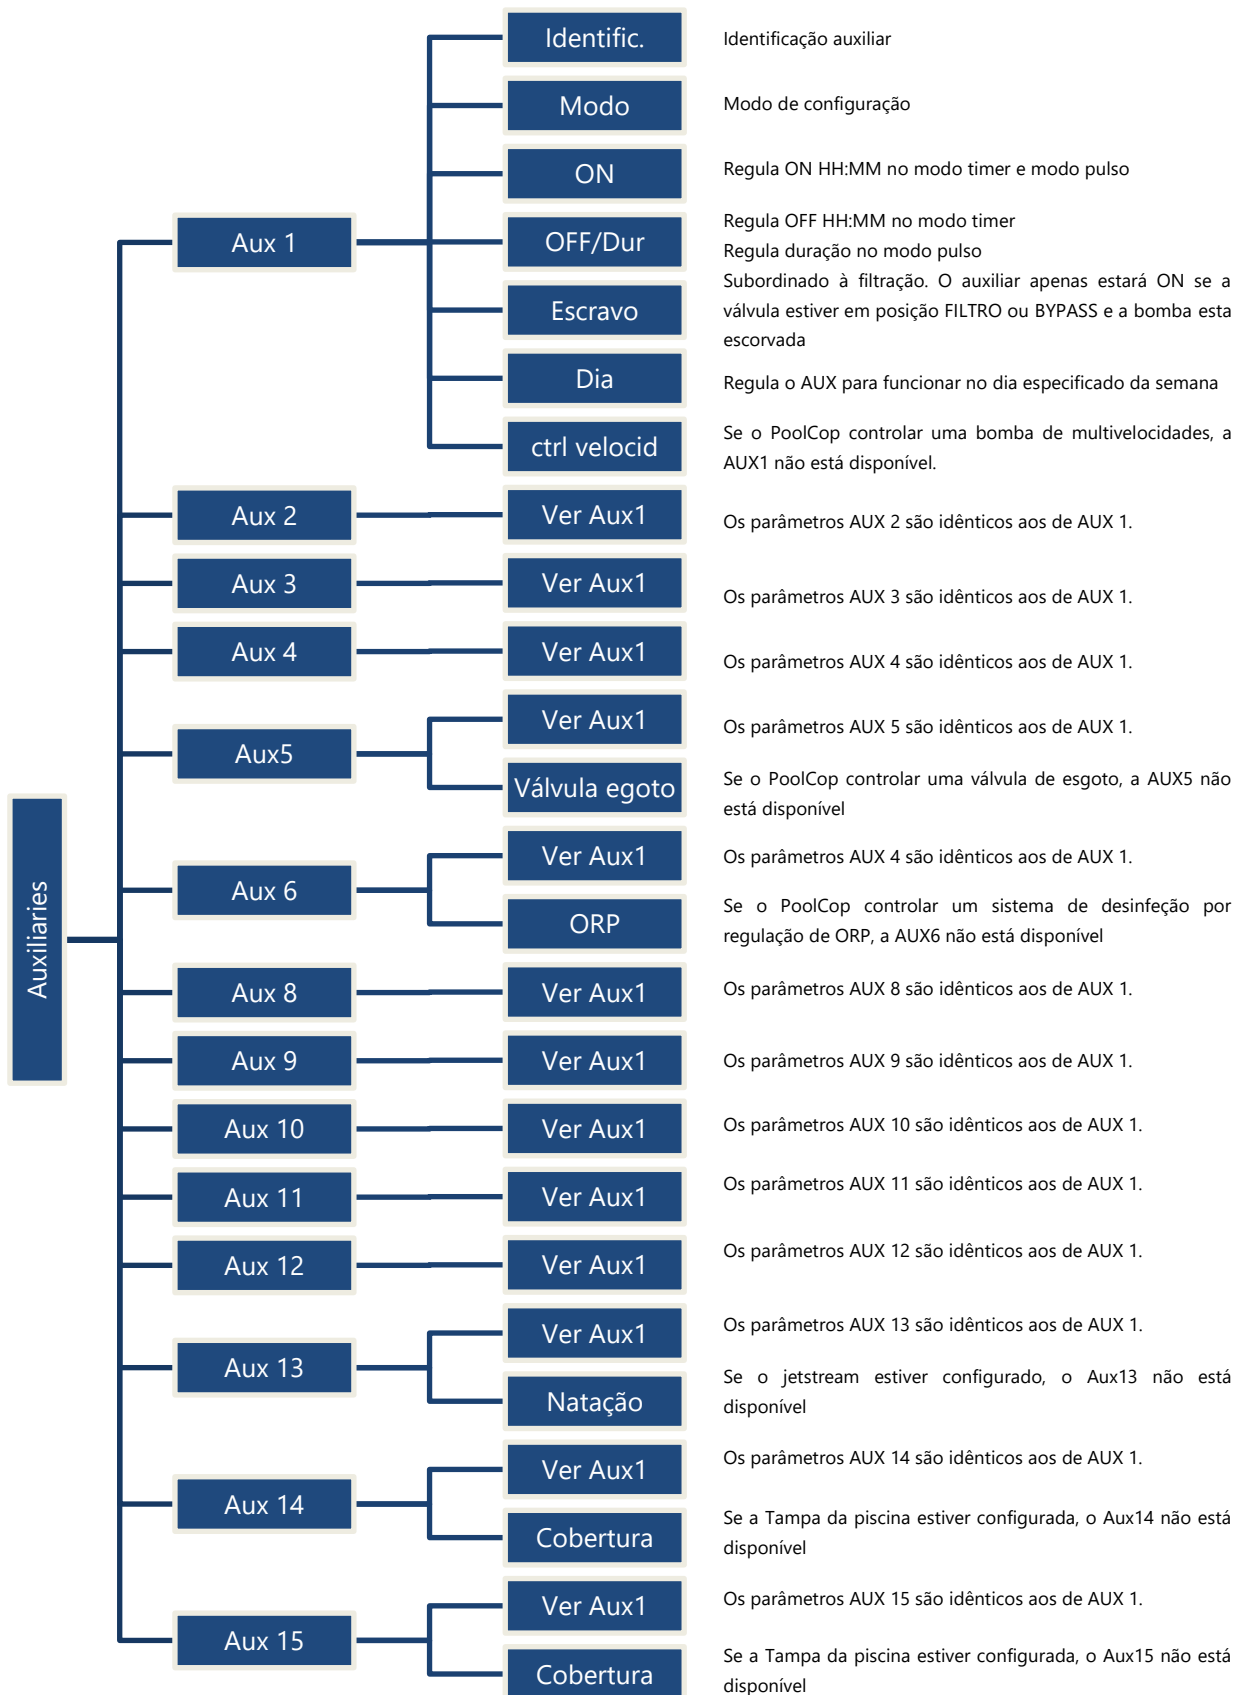 Identific.
Identificação auxiliar
Modo
Modo de configuração
ON
Regula ON HH:MM no modo timer e modo pulso
Aux 1
OFF/Dur
Regula OFF HH:MM no modo timer
Regula duração no modo pulso
Escravo
Subordinado à filtração. O auxiliar apenas estará ON se a
válvula estiver em posição FILTRO ou BYPASS e a bomba esta
escorvada
Dia
Regula o AUX para funcionar no dia especificado da semana
ctrl velocid
Se o PoolCop controlar uma bomba de multivelocidades, a
AUX1 não está disponível.
Aux 2
Ver Aux1
Os parâmetros AUX 2 são idênticos aos de AUX 1.
Aux 3
Ver Aux1
Os parâmetros AUX 3 são idênticos aos de AUX 1.
Aux 4
Ver Aux1
Os parâmetros AUX 4 são idênticos aos de AUX 1.
Aux5
Ver Aux1
Os parâmetros AUX 5 são idênticos aos de AUX 1.
Válvula egoto
Se o PoolCop controlar uma válvula de esgoto, a AUX5 não
está disponível
Auxiliaries
Aux 6
Ver Aux1
Os parâmetros AUX 4 são idênticos aos de AUX 1.
ORP
Se o PoolCop controlar um sistema de desinfeção por
regulação de ORP, a AUX6 não está disponível
Aux 8
Ver Aux1
Os parâmetros AUX 8 são idênticos aos de AUX 1.
Aux 9
Ver Aux1
Os parâmetros AUX 9 são idênticos aos de AUX 1.
Aux 10
Ver Aux1
Os parâmetros AUX 10 são idênticos aos de AUX 1.
Aux 11
Ver Aux1
Os parâmetros AUX 11 são idênticos aos de AUX 1.
Aux 12
Ver Aux1
Os parâmetros AUX 12 são idênticos aos de AUX 1.
Aux 13
Ver Aux1
Os parâmetros AUX 13 são idênticos aos de AUX 1.
Natação
Se o jetstream estiver configurado, o Aux13 não está
disponível
Aux 14
Ver Aux1
Os parâmetros AUX 14 são idênticos aos de AUX 1.
Cobertura
Se a Tampa da piscina estiver configurada, o Aux14 não está
disponível
Aux 15
Ver Aux1
Os parâmetros AUX 15 são idênticos aos de AUX 1.
Cobertura
Se a Tampa da piscina estiver configurada, o Aux15 não está
disponível